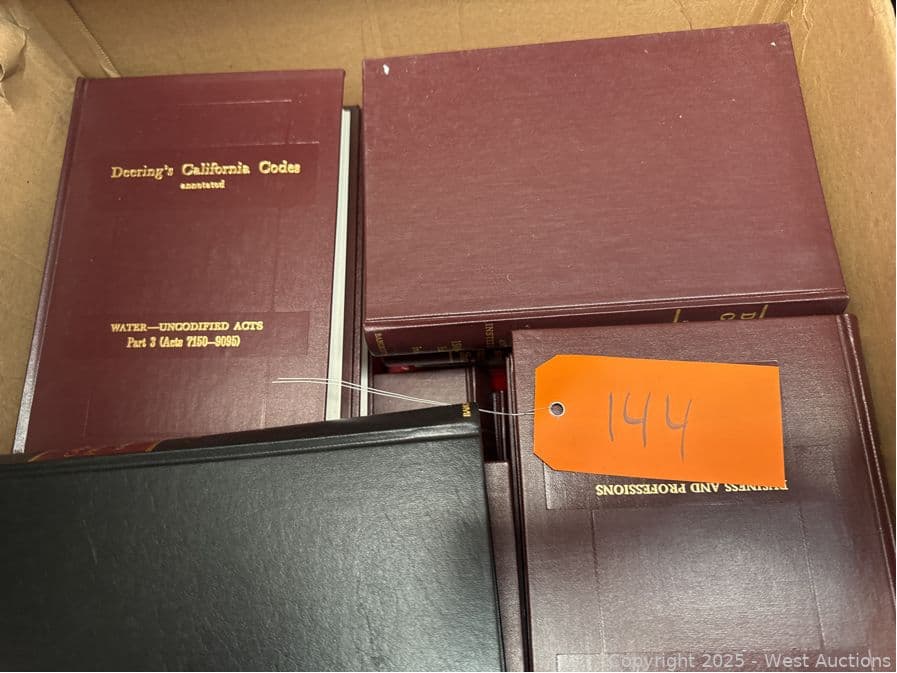 Deering's California Codes
annotated
WATER—UNCODIFIED ACTS
Part 3 (Acts 7150–9095)
144
BUSINESS AND PROFESSIONS
Copyright 2025 - West Auctions